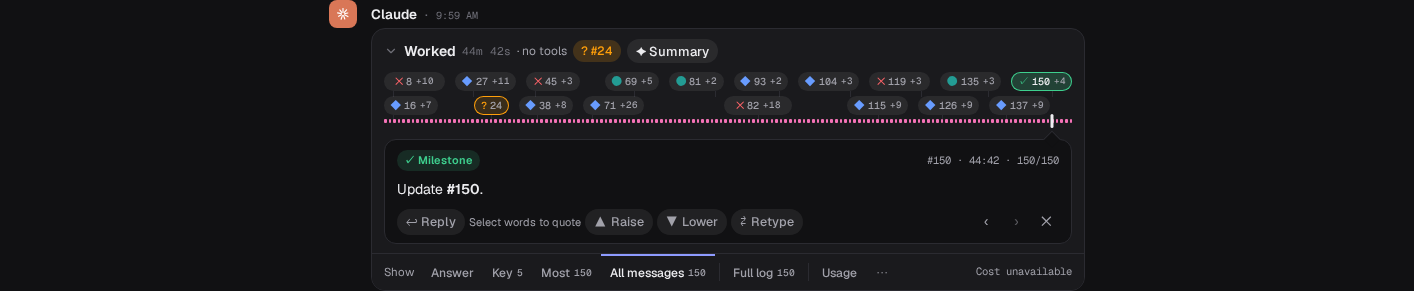 Claude · 9:59 AM
Worked 44m 42s · no tools ? #24 ✦ Summary
✕ 8 +10 ◆ 27 +11 ✕ 45 +3 ● 69 +5 ● 81 +2 ◆ 93 +2 ◆ 104 +3 ✕ 119 +3 ● 135 +3 ✓ 150 +4
◆ 16 +7 ? 24 ◆ 38 +8 ◆ 71 +26 ✕ 82 +18 ◆ 115 +9 ◆ 126 +9 ◆ 137 +9
✓ Milestone #150 · 44:42 · 150/150
Update #150.
↩ Reply Select words to quote ▲ Raise ▼ Lower ⇄ Retype ‹ › ✕
Show Answer Key 5 Most 150 All messages 150 Full log 150 Usage ··· Cost unavailable